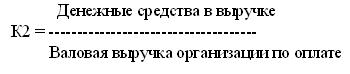 Денежные средства в выручке
К2 = -----------------------------------
Валовая выручка организации по оплате